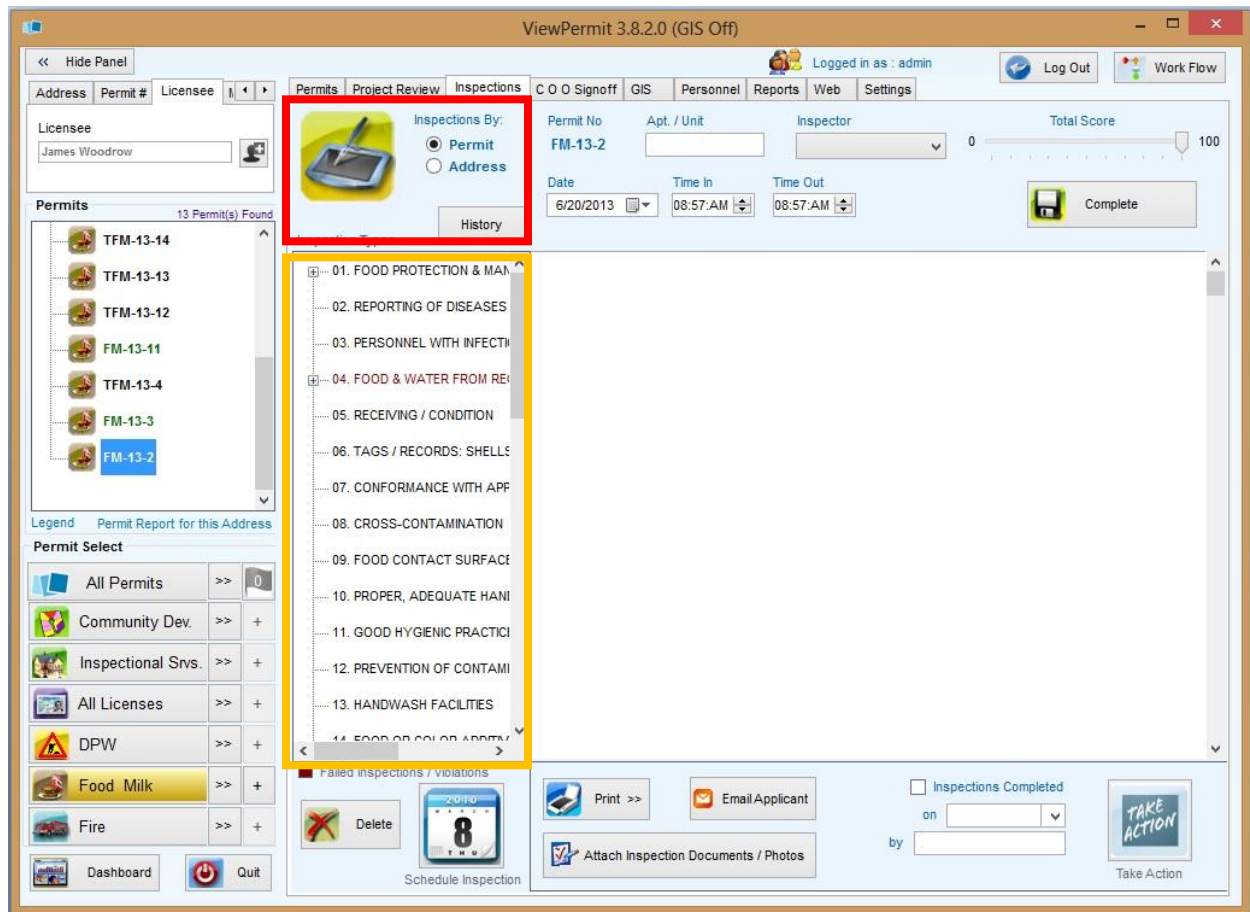 ViewPermit 3.8.2.0 (GIS Off)
<< Hide Panel
Logged in as : admin
Log Out
Work Flow
Address Permit # Licensee
Permits Project Review Inspections C O O Signoff GIS Personnel Reports Web Settings
Licensee
James Woodrow
Permits
13 Permit(s) Found
TFM-13-14
TFM-13-13
TFM-13-12
FM-13-11
TFM-13-4
FM-13-3
FM-13-2
Legend Permit Report for this Address
Permit Select
All Permits >> 0
Community Dev. >> +
Inspectional Srvs. >> +
All Licenses >> +
DPW >> +
Food Milk >> +
Fire >> +
Dashboard
Quit
Inspections By:
Permit
Address
History
Permit No
FM-13-2
Apt. / Unit
Inspector
0
Total Score
100
Date
6/20/2013
Time In
08:57:AM
Time Out
08:57:AM
Complete
01. FOOD PROTECTION & MAN
02. REPORTING OF DISEASES
03. PERSONNEL WITH INFECTI
04. FOOD & WATER FROM RE
05. RECEIVING / CONDITION
06. TAGS / RECORDS: SHELLS
07. CONFORMANCE WITH APP
08. CROSS-CONTAMINATION
09. FOOD CONTACT SURFACE
10. PROPER, ADEQUATE HAN
11. GOOD HYGIENIC PRACTIC
12. PREVENTION OF CONTAMI
13. HANDWASH FACILITIES
14. FOOD OR COLOR ADDITIV
Failed Inspections / Violations
Delete
2010
MARCH
8
THU
Schedule Inspection
Print >>
Email Applicant
Attach Inspection Documents / Photos
Inspections Completed
on
by
TAKE
ACTION
Take Action